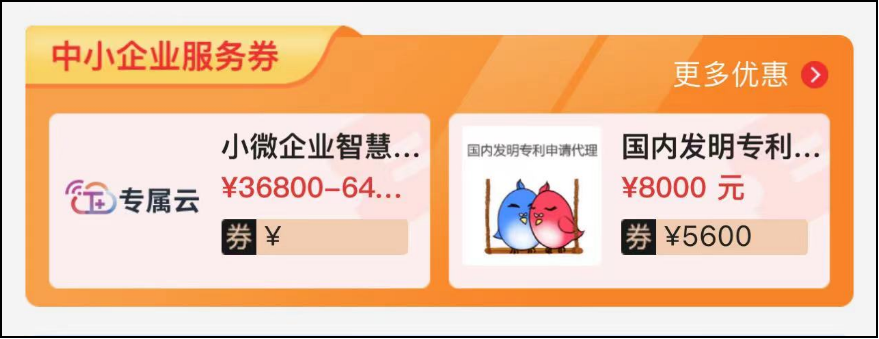 中小企业服务券
更多优惠
专属云
小微企业智慧...
¥36800-64...
券 ¥
国内发明专利申请代理
国内发明专利...
¥8000 元
券 ¥5600